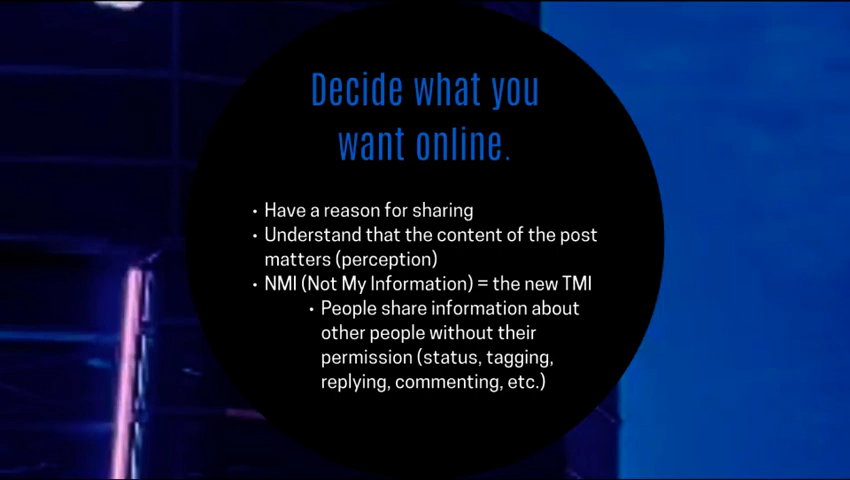 Decide what you
want online.
• Have a reason for sharing
• Understand that the content of the post
matters (perception)
• NMI (Not My Information) = the new TMI
• People share information about
other people without their
permission (status, tagging,
replying, commenting, etc.)